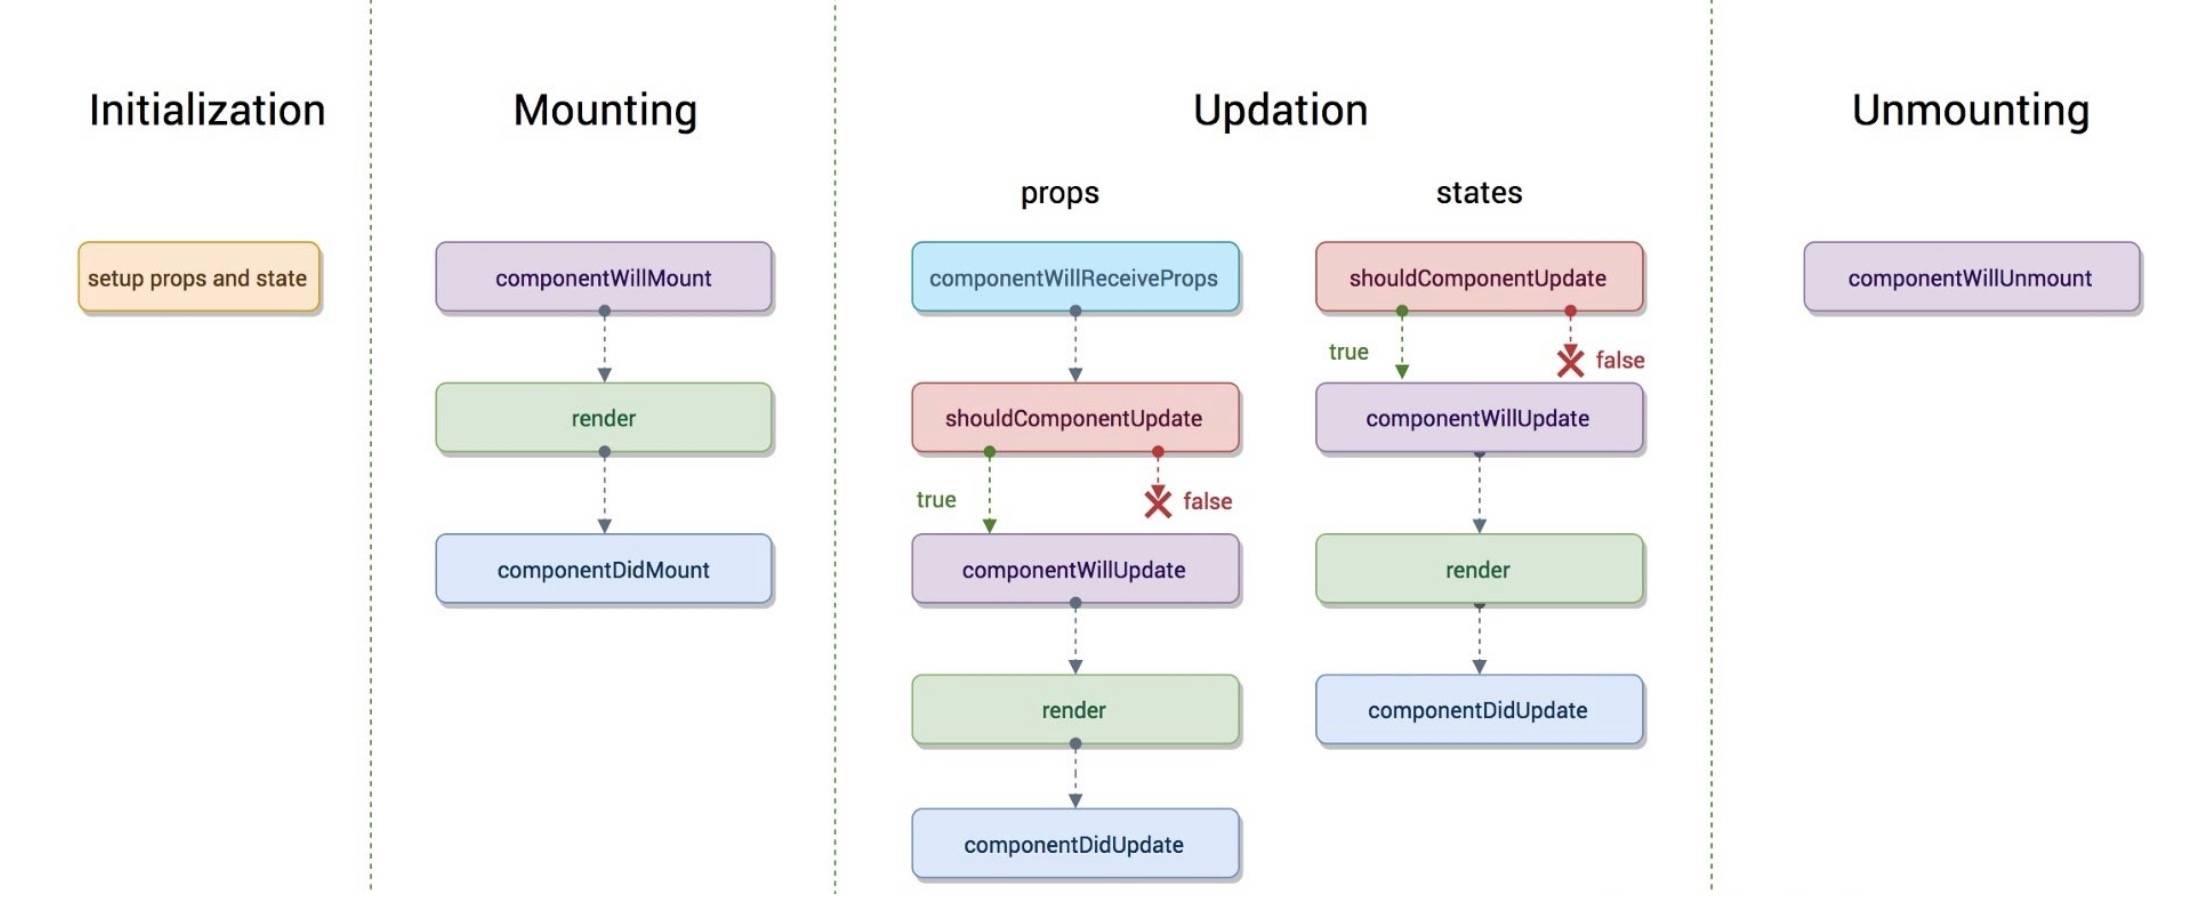 Initialization
setup props and state
Mounting
componentWillMount
render
componentDidMount
Updation
props
componentWillReceiveProps
shouldComponentUpdate
true
false
componentWillUpdate
render
componentDidUpdate
states
shouldComponentUpdate
true
false
componentWillUpdate
render
componentDidUpdate
Unmounting
componentWillUnmount